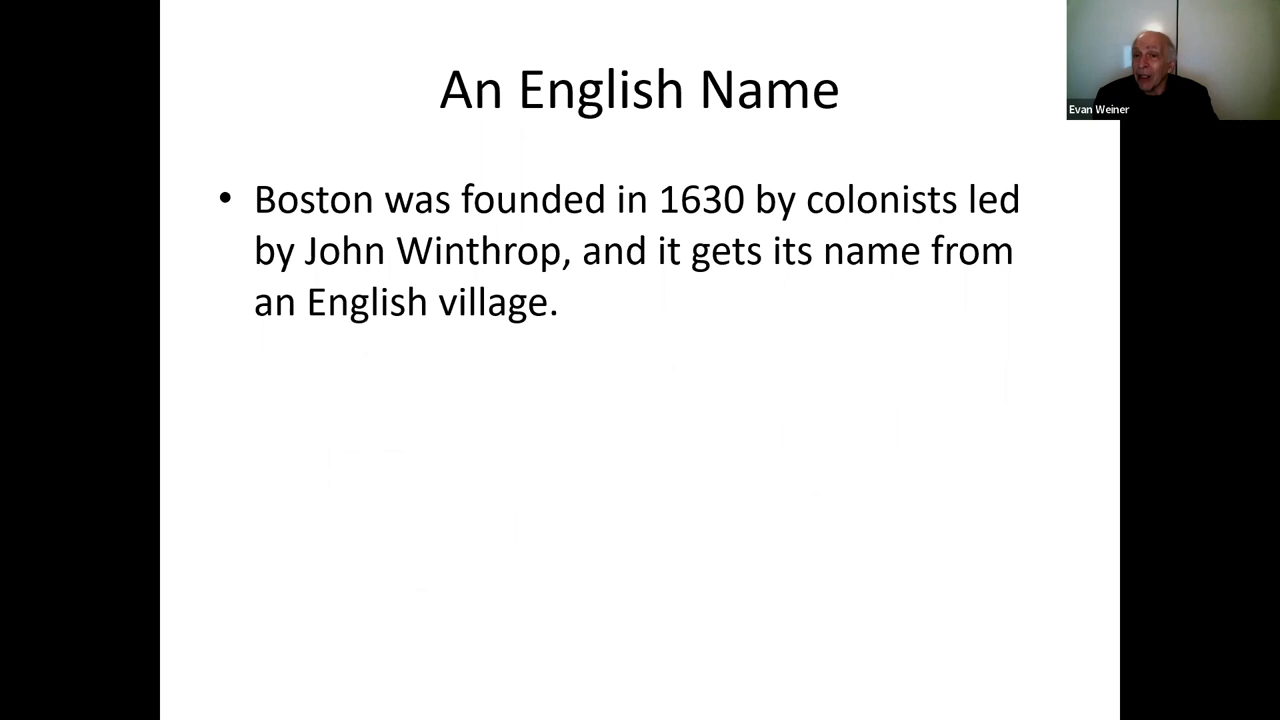 An English Name
Evan Weiner
• Boston was founded in 1630 by colonists led
by John Winthrop, and it gets its name from
an English village.